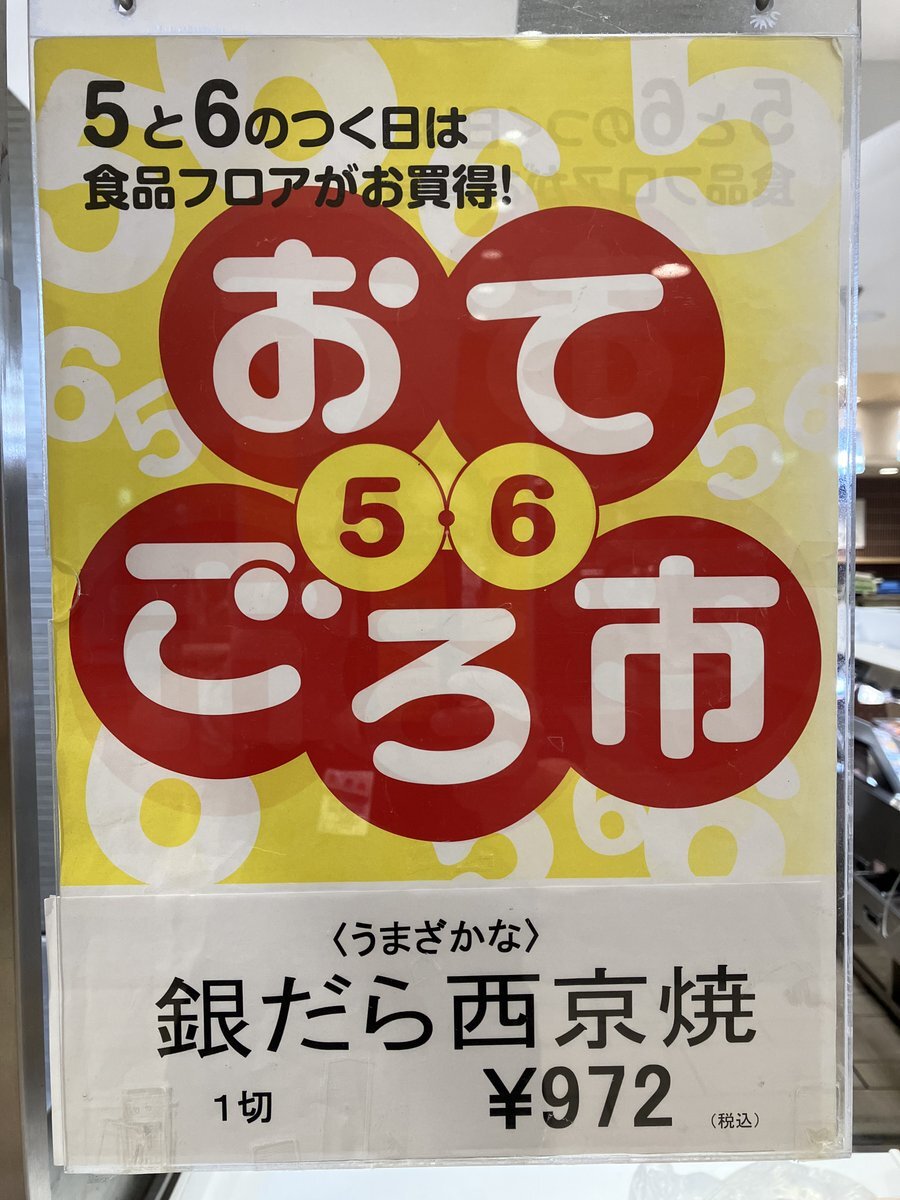 5と6のつく日は
食品フロアがお買得!
おて
5・6
ごろ市
〈うまざかな〉
銀だら西京焼
1切 ¥972 (税込)